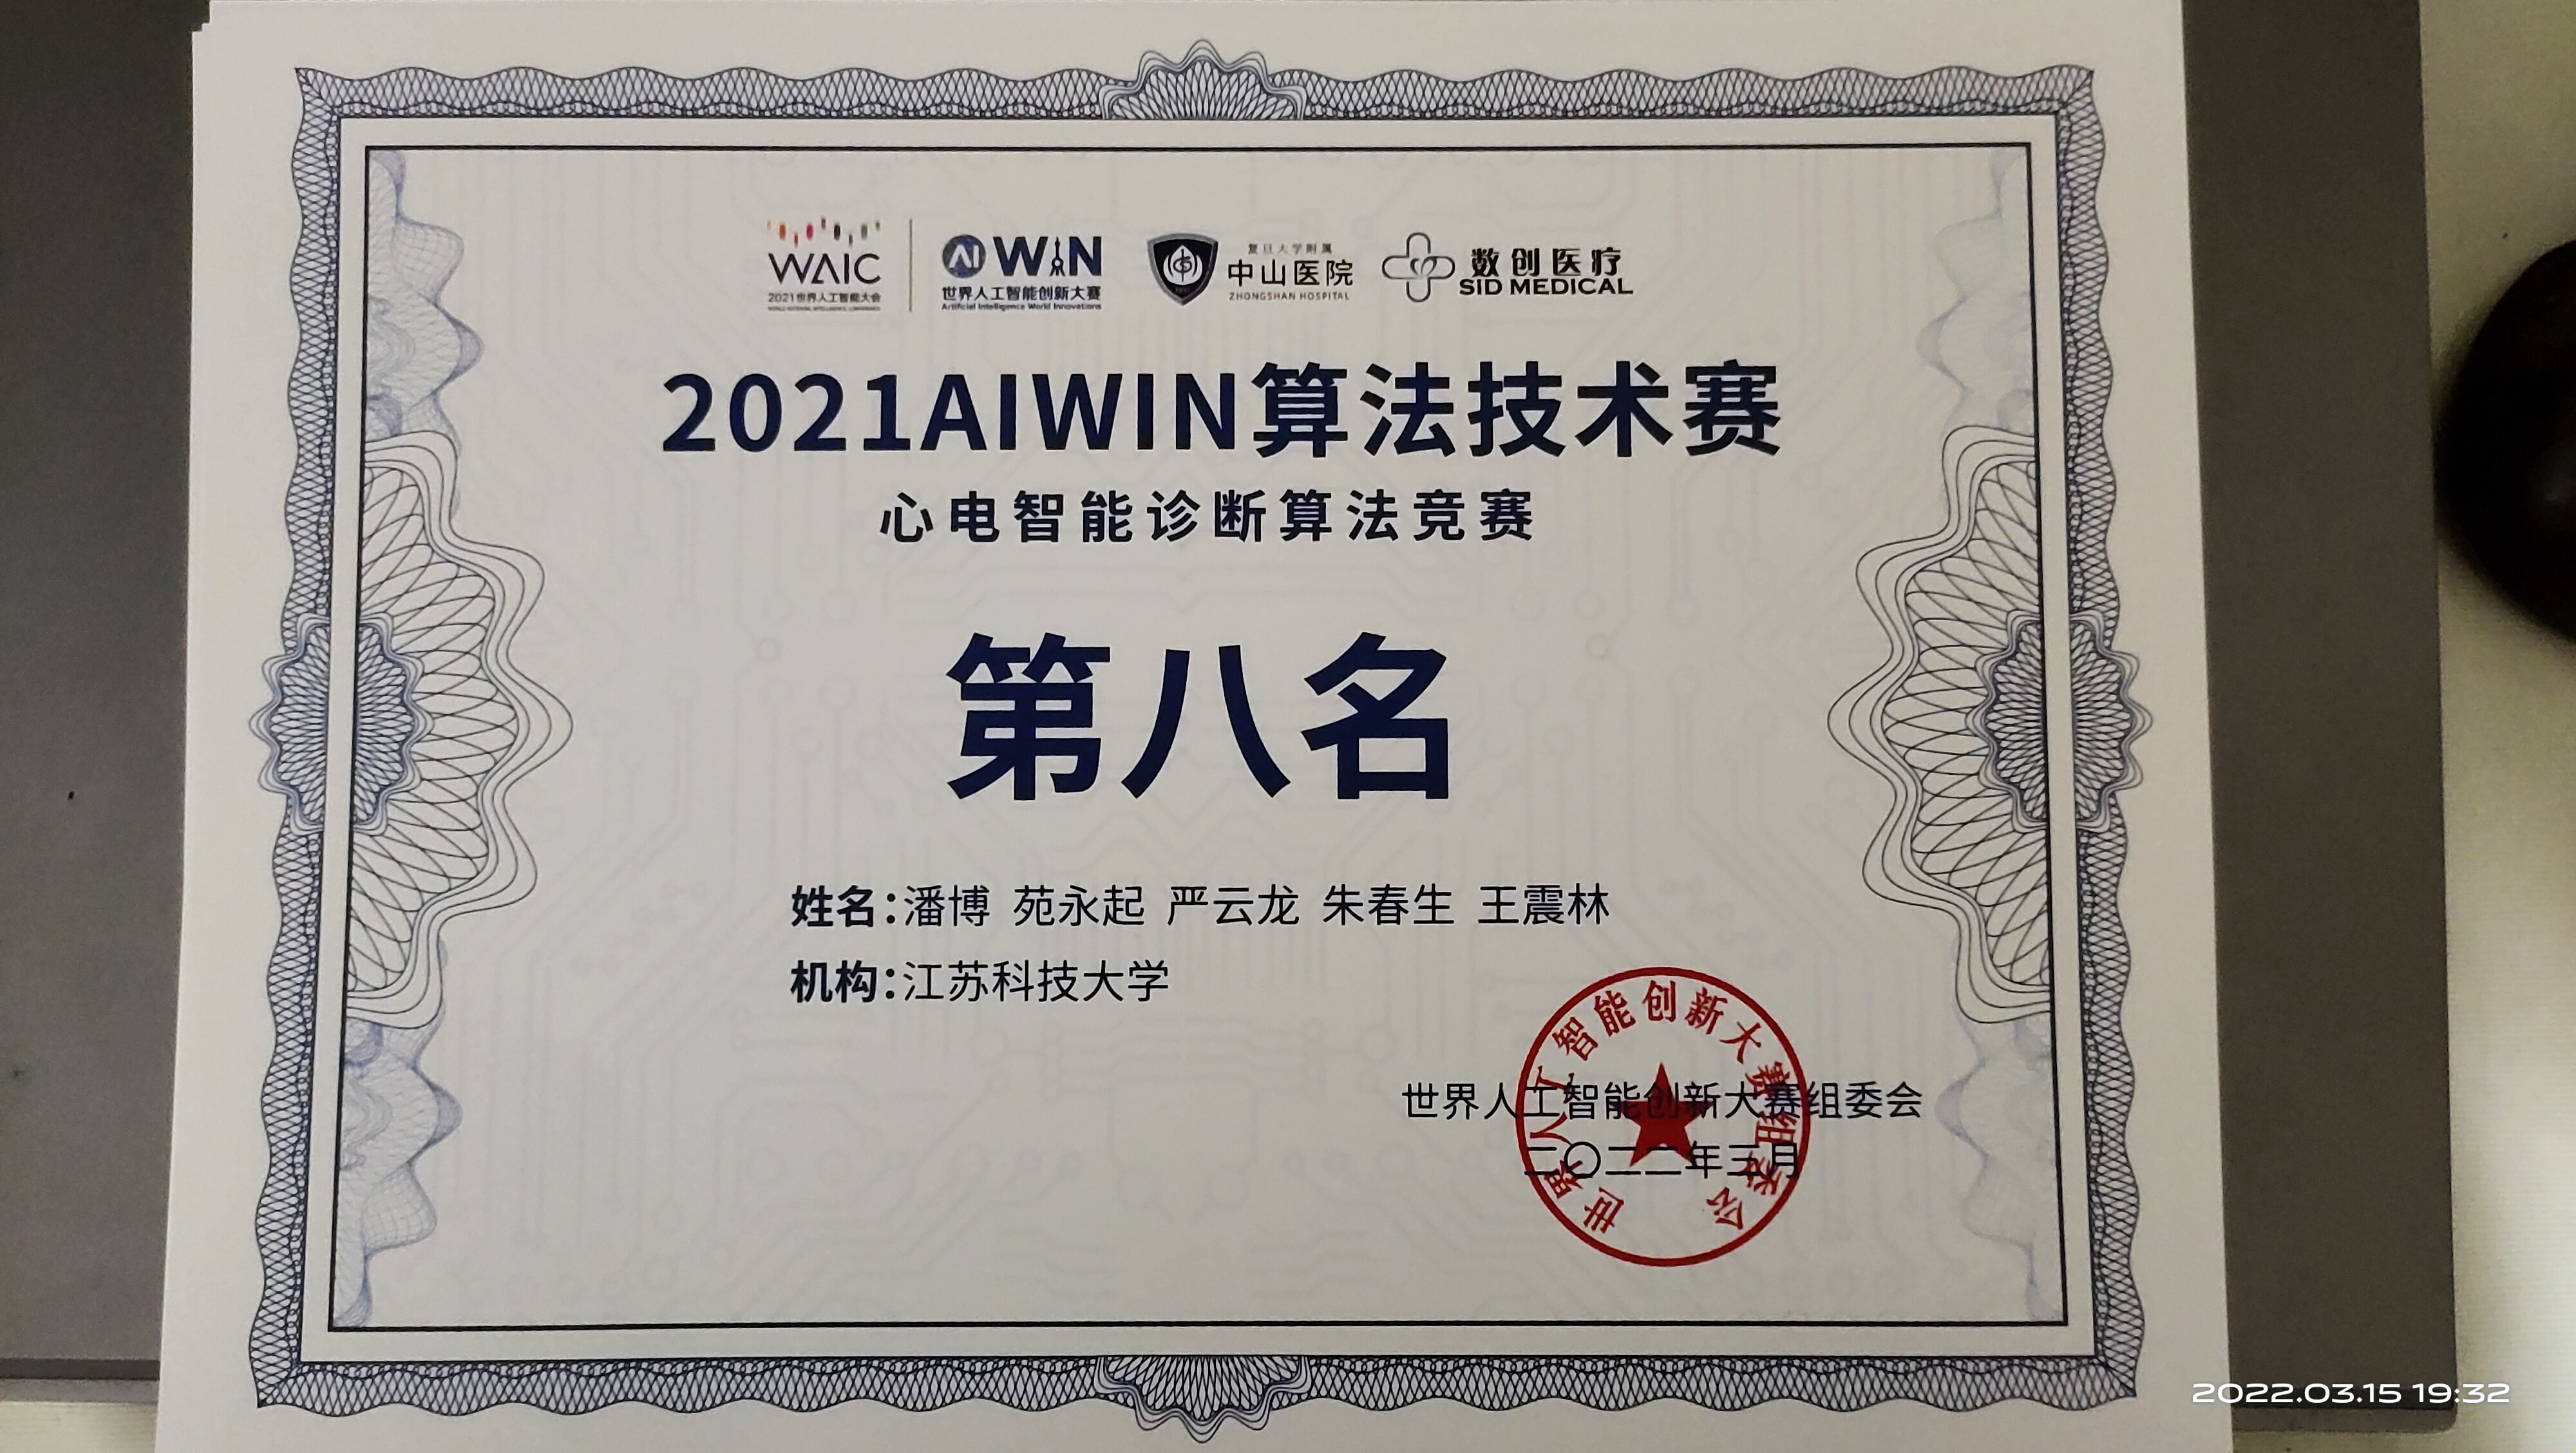 WAIC
2021世界人工智能大会
AI WIN
世界人工智能创新大赛
Artificial Intelligence World Innovations
复旦大学附属
中山医院
ZHONGSHAN HOSPITAL
数创医疗
SID MEDICAL
2021AIWIN算法技术赛
心电智能诊断算法竞赛
第八名
姓名：潘博 苑永起 严云龙 朱春生 王震林
机构：江苏科技大学
世界人工智能创新大赛组委会
二〇二二年三月
世界人工智能创新大赛组委会
2022.03.15 19:32